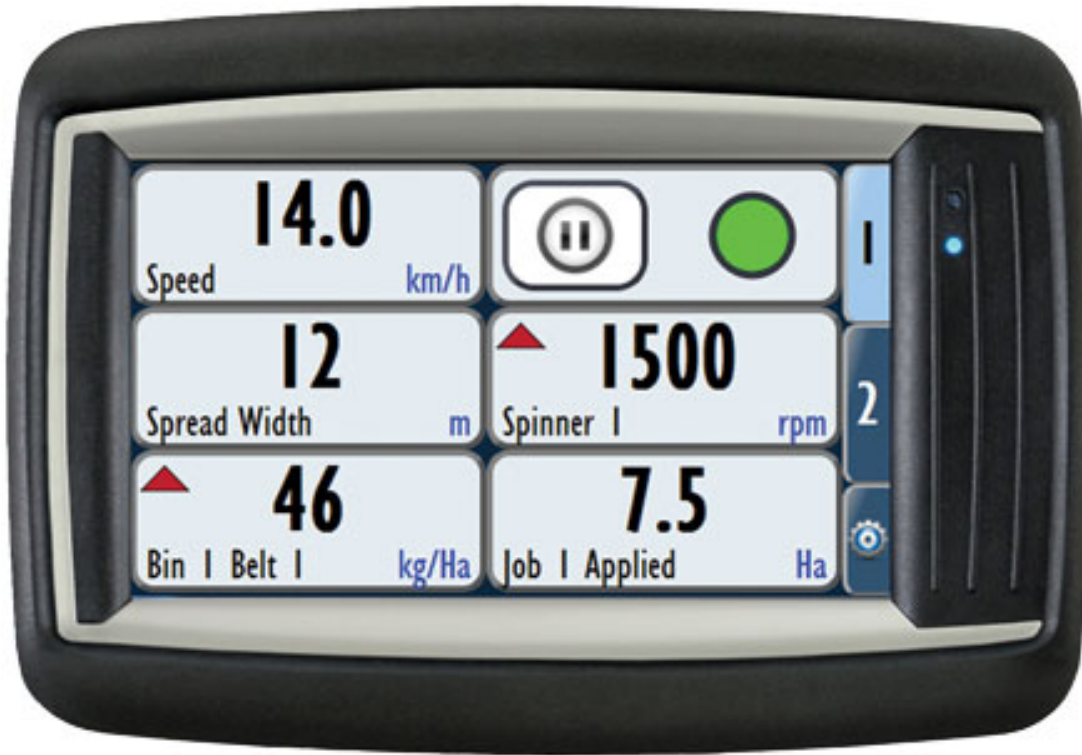 14.0
Speed km/h
12
Spread Width m
1500
Spinner 1 rpm
46
Bin 1 Belt 1 kg/Ha
7.5
Job 1 Applied Ha
1
2